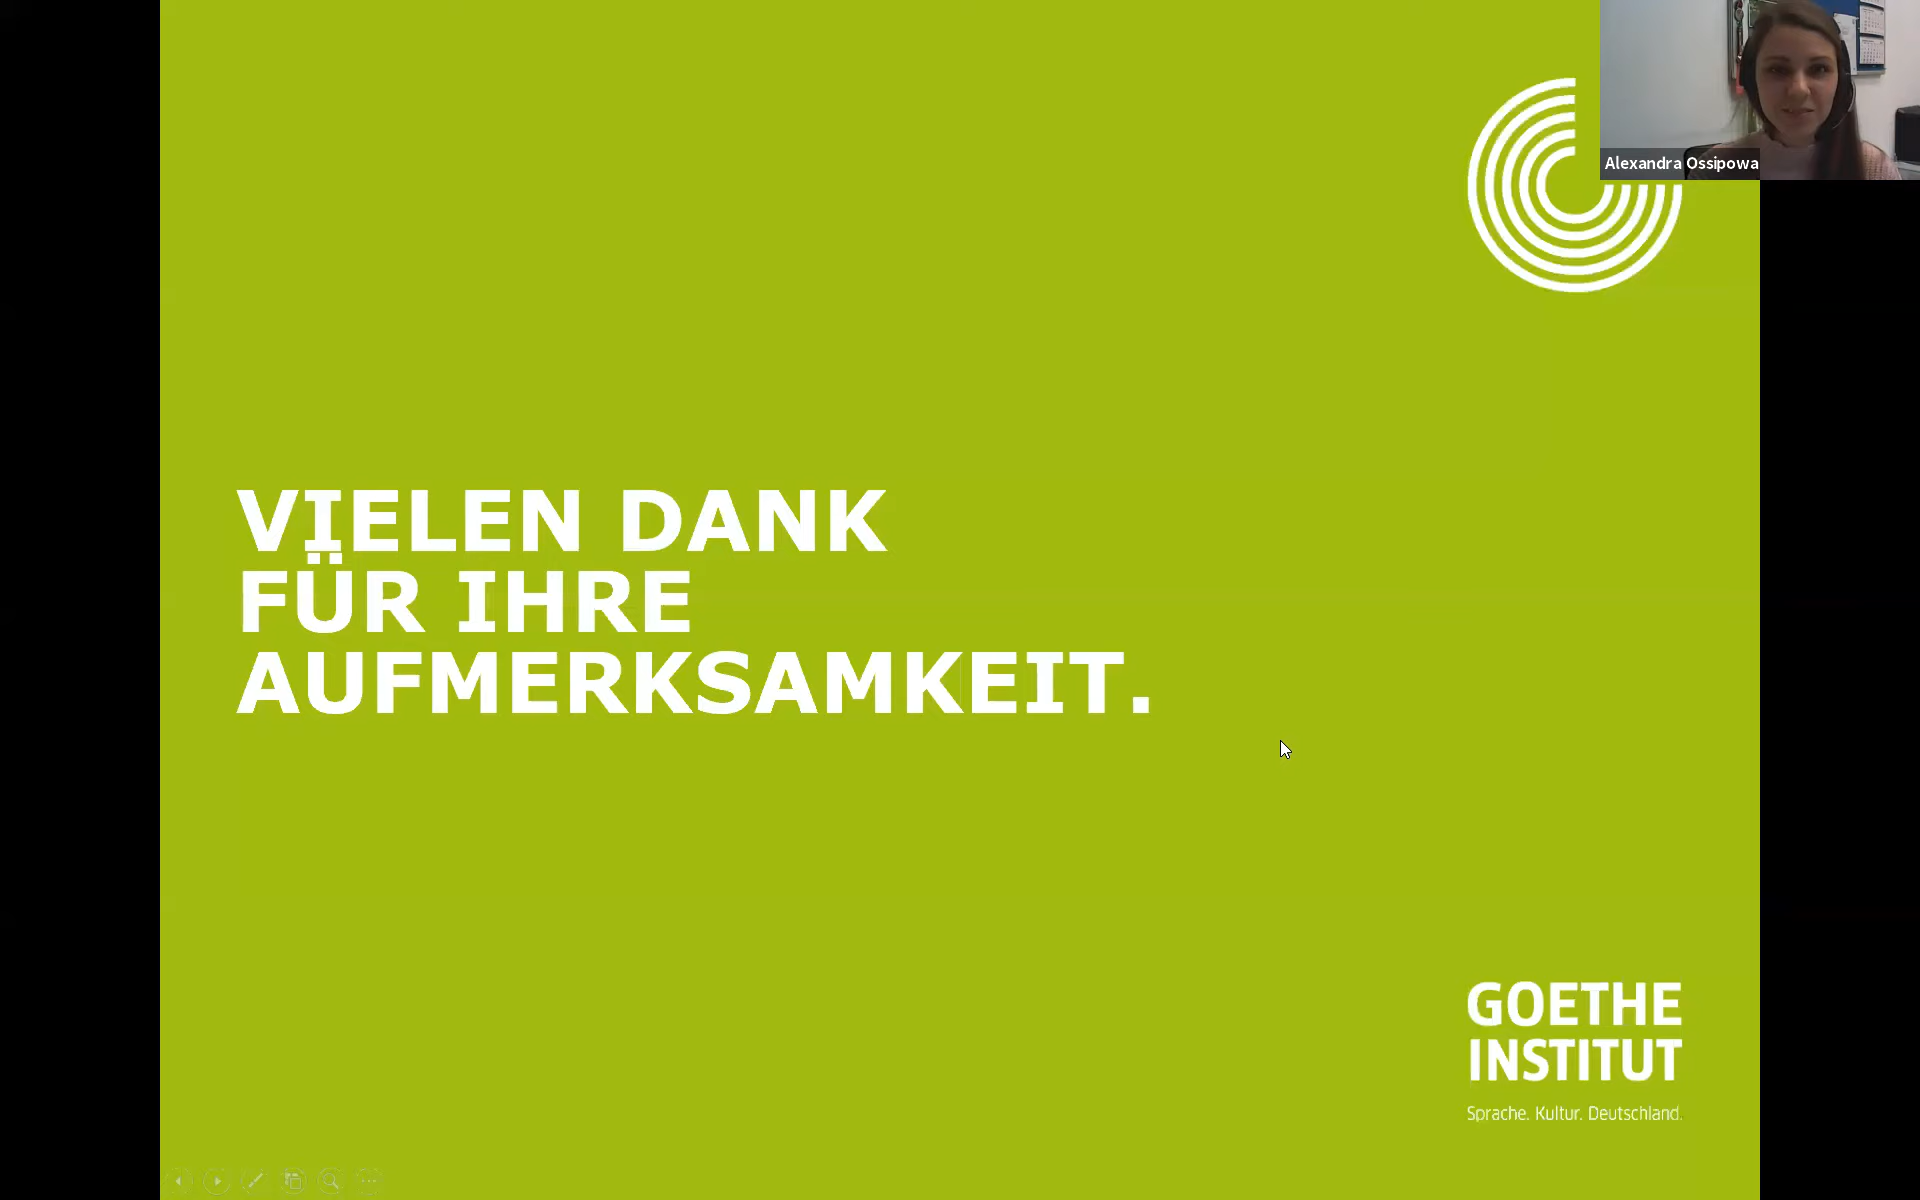 Alexandra Ossipowa
VIELEN DANK
FÜR IHRE
AUFMERKSAMKEIT.
GOETHE
INSTITUT
Sprache. Kultur. Deutschland.